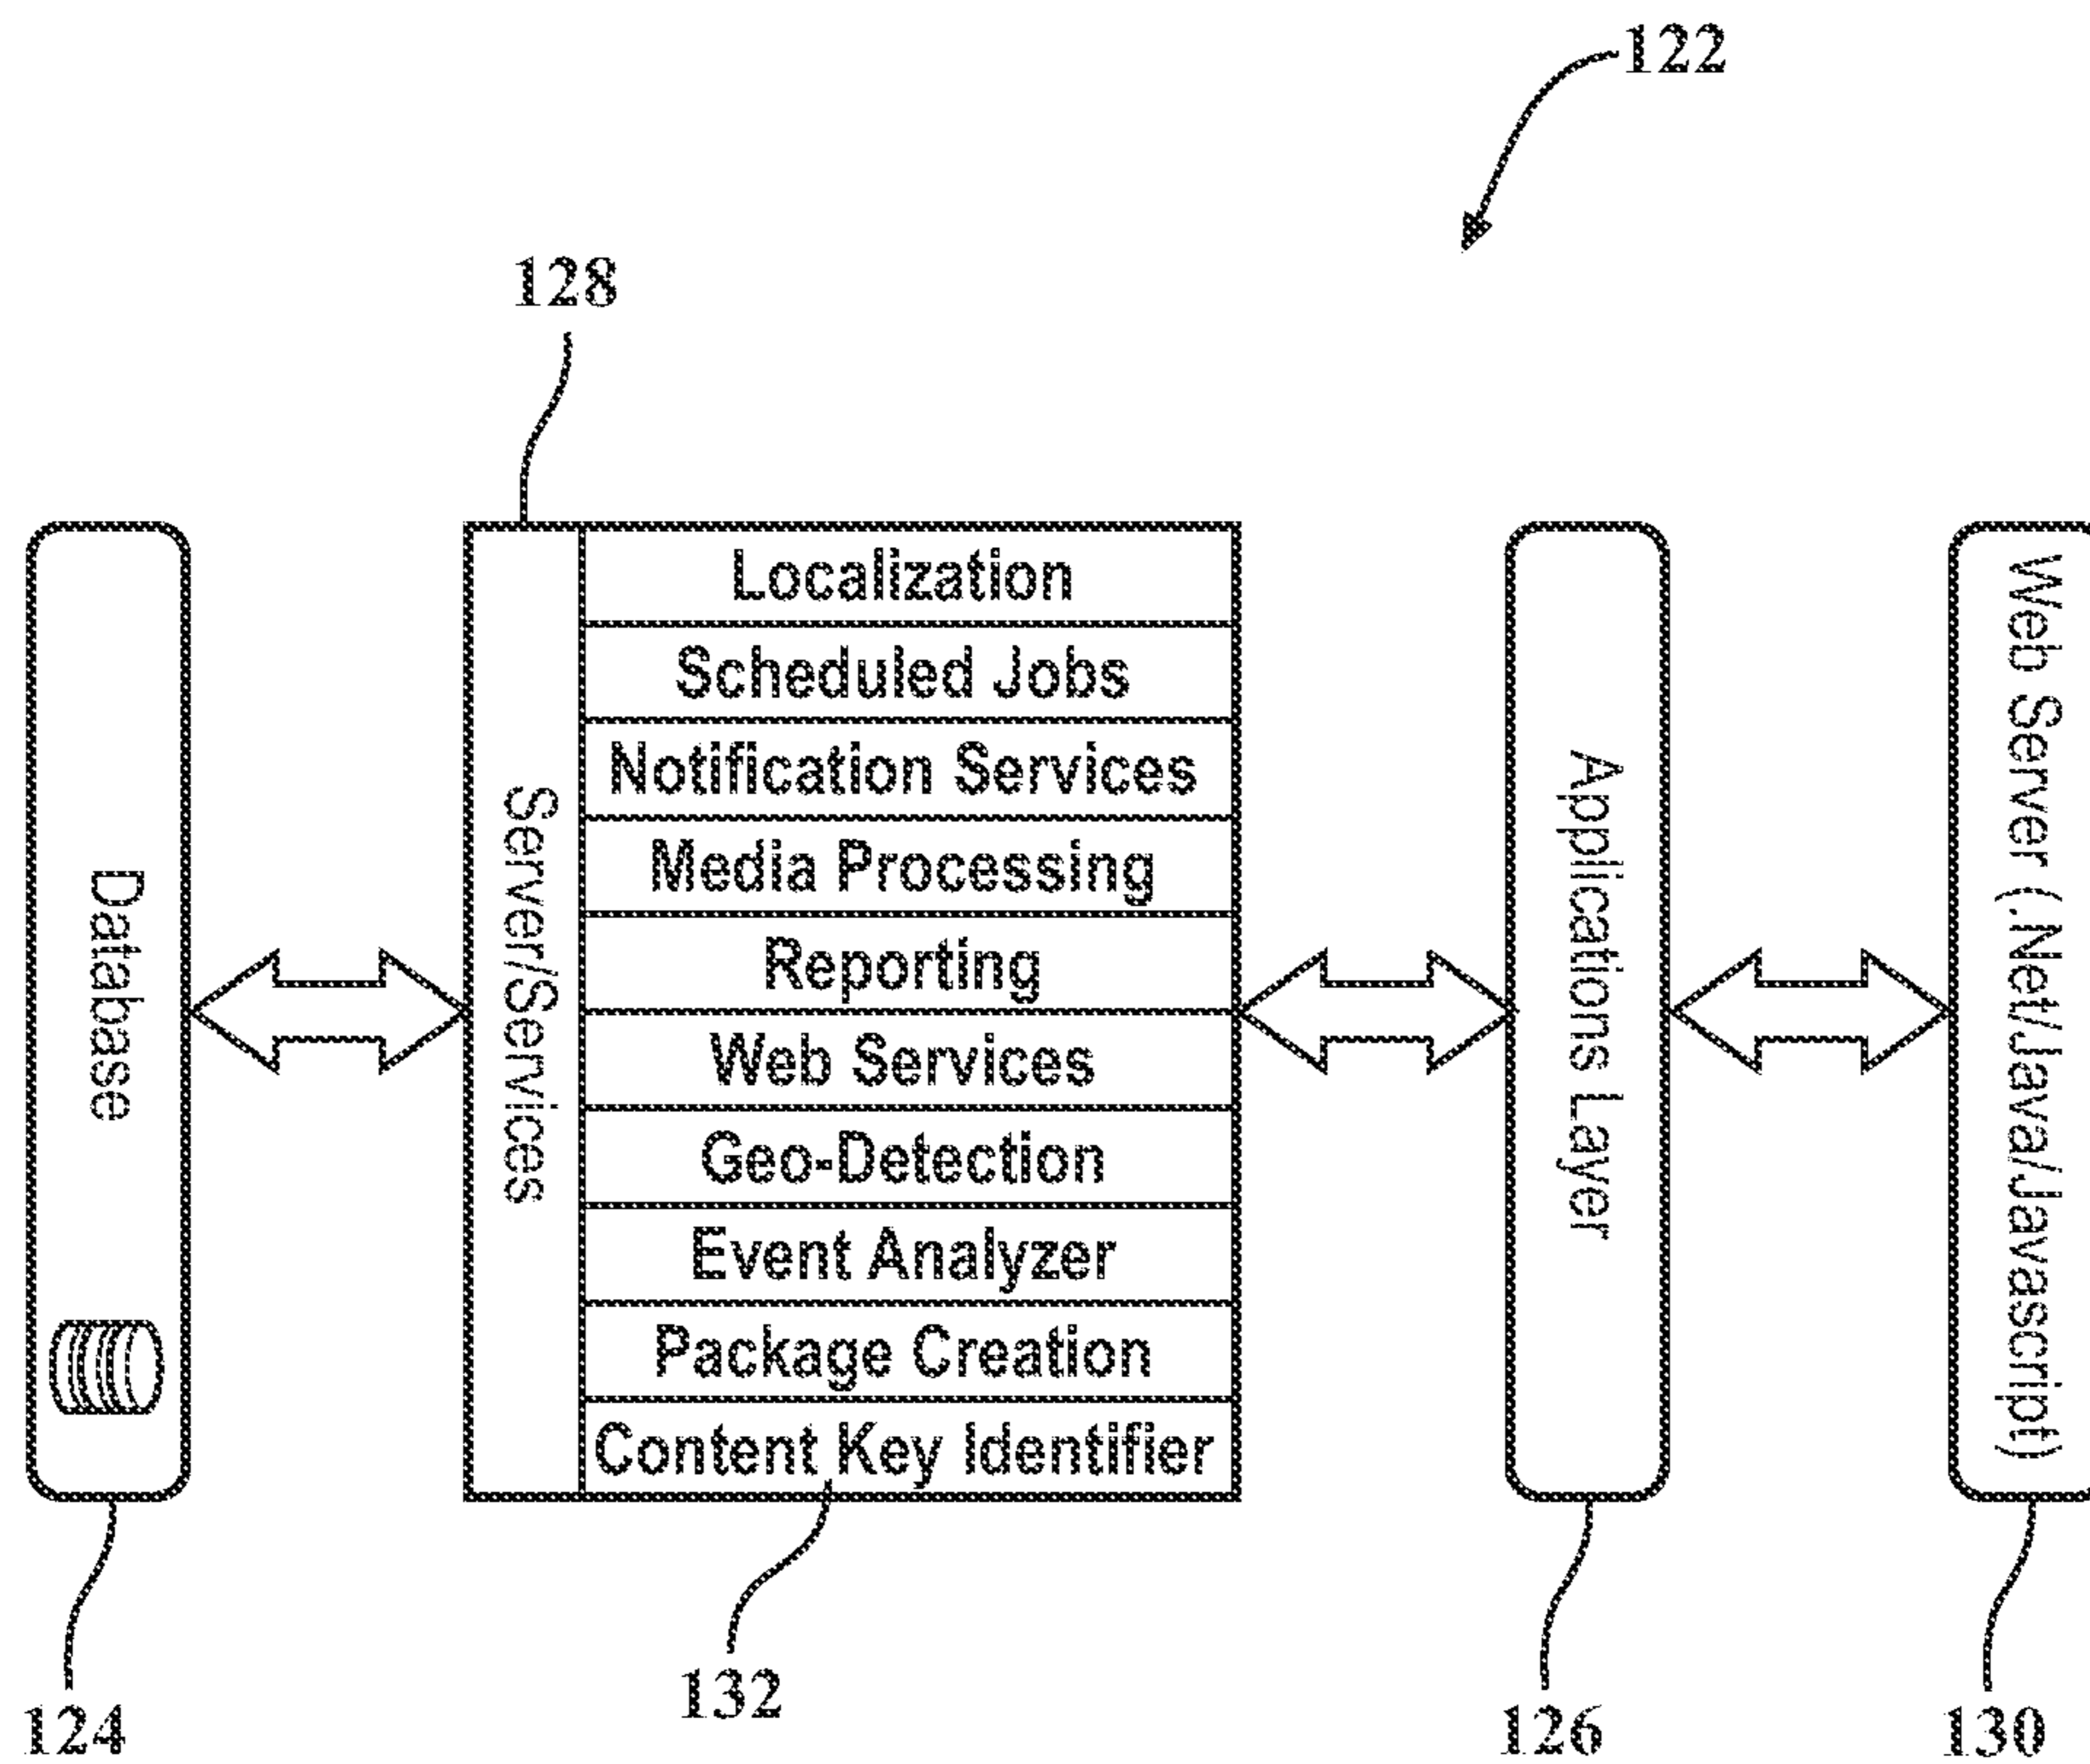 122
128
Database
Server/Services
Localization
Scheduled Jobs
Notification Services
Media Processing
Reporting
Web Services
Geo-Detection
Event Analyzer
Package Creation
Content Key Identifier
Applications Layer
Web Server (.Net/Java/Javascript)
124
132
126
130